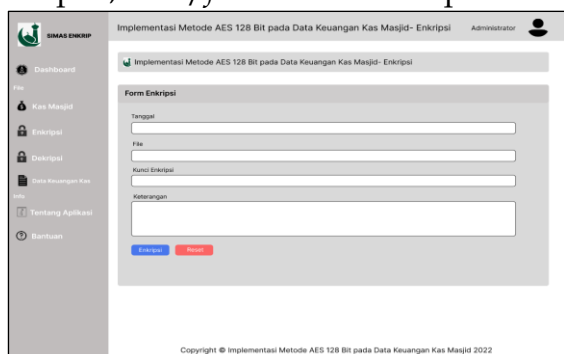 SIMAS ENKRIP
Implementasi Metode AES 128 Bit pada Data Keuangan Kas Masjid- Enkripsi
Administrator
Implementasi Metode AES 128 Bit pada Data Keuangan Kas Masjid- Enkripsi
Dashboard
File
Kas Masjid
Enkripsi
Dekripsi
Data Keuangan Kas
Info
Tentang Aplikasi
Bantuan
Form Enkripsi
Tanggal
File
Kunci Enkripsi
Keterangan
Enkripsi
Reset
Copyright © Implementasi Metode AES 128 Bit pada Data Keuangan Kas Masjid 2022